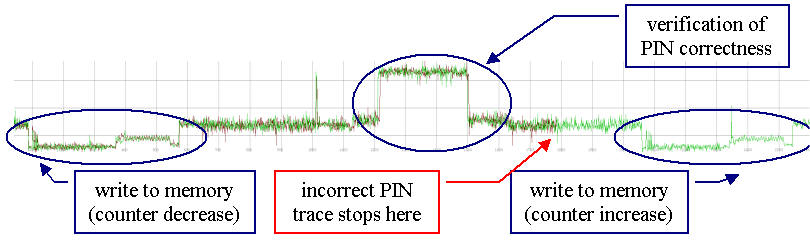 verification of
PIN correctness
write to memory
(counter decrease)
incorrect PIN
trace stops here
write to memory
(counter increase)